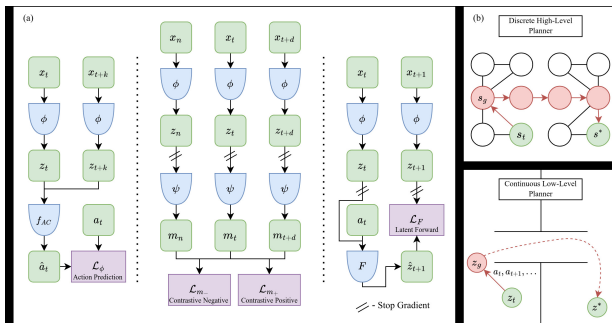 (a)
x_t
x_{t+k}
ϕ
ϕ
z_t
z_{t+k}
f_{AC}
a_t
â_t
ℒ_ϕ
Action Prediction
x_n
x_t
x_{t+d}
ϕ
ϕ
ϕ
z_n
z_t
z_{t+d}
ψ
ψ
ψ
m_n
m_t
m_{t+d}
ℒ_{m_-}
Contrastive Negative
ℒ_{m_+}
Contrastive Positive
x_t
x_{t+1}
ϕ
ϕ
z_t
z_{t+1}
a_t
ℒ_F
Latent Forward
F
ẑ_{t+1}
- Stop Gradient
(b)
Discrete High-Level
Planner
s_g
s_t
s*
Continuous Low-Level
Planner
z_g
a_t, a_{t+1}, ...
z_t
z*